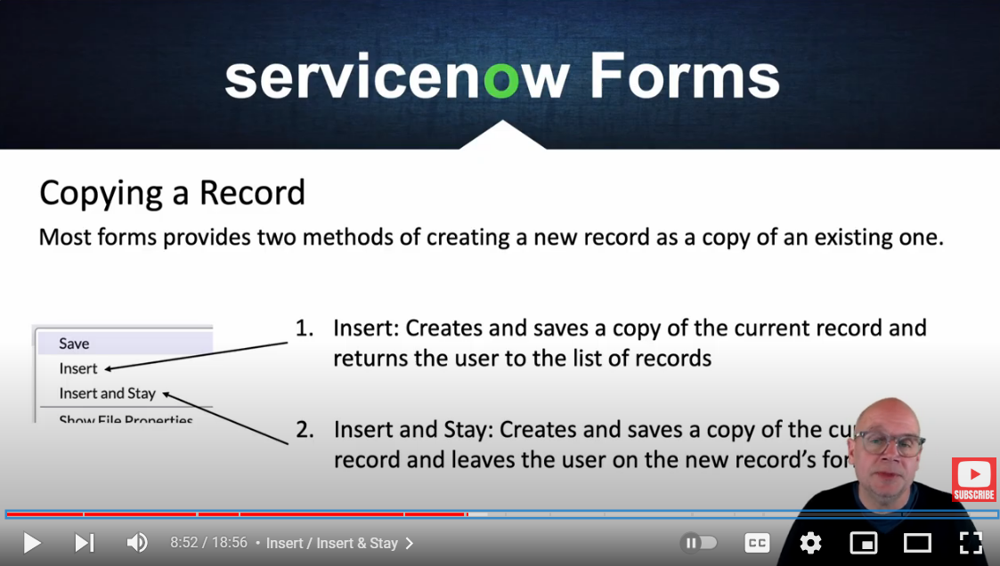 servicenow Forms
Copying a Record
Most forms provides two methods of creating a new record as a copy of an existing one.
Save
Insert
Insert and Stay
Show File Properties
1. Insert: Creates and saves a copy of the current record and
returns the user to the list of records
2. Insert and Stay: Creates and saves a copy of the cu
record and leaves the user on the new record's for
SUBSCRIBE
8:52 / 18:56 • Insert / Insert & Stay >
CC